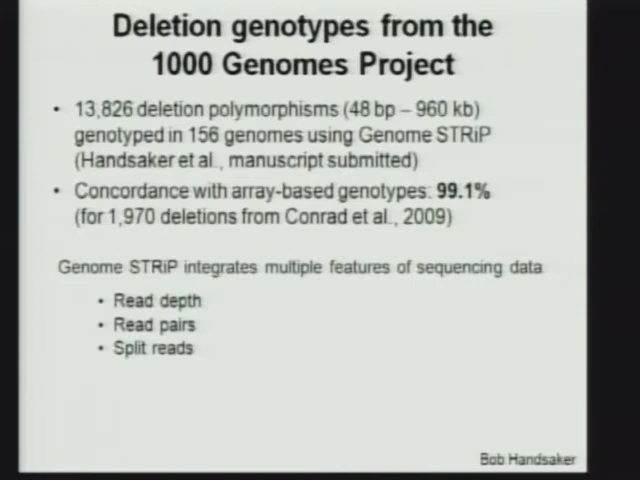 Deletion genotypes from the
1000 Genomes Project
• 13,826 deletion polymorphisms (48 bp – 960 kb)
genotyped in 156 genomes using Genome STRiP
(Handsaker et al., manuscript submitted)
• Concordance with array-based genotypes: 99.1%
(for 1,970 deletions from Conrad et al., 2009)
Genome STRiP integrates multiple features of sequencing data
• Read depth
• Read pairs
• Split reads
Bob Handsaker